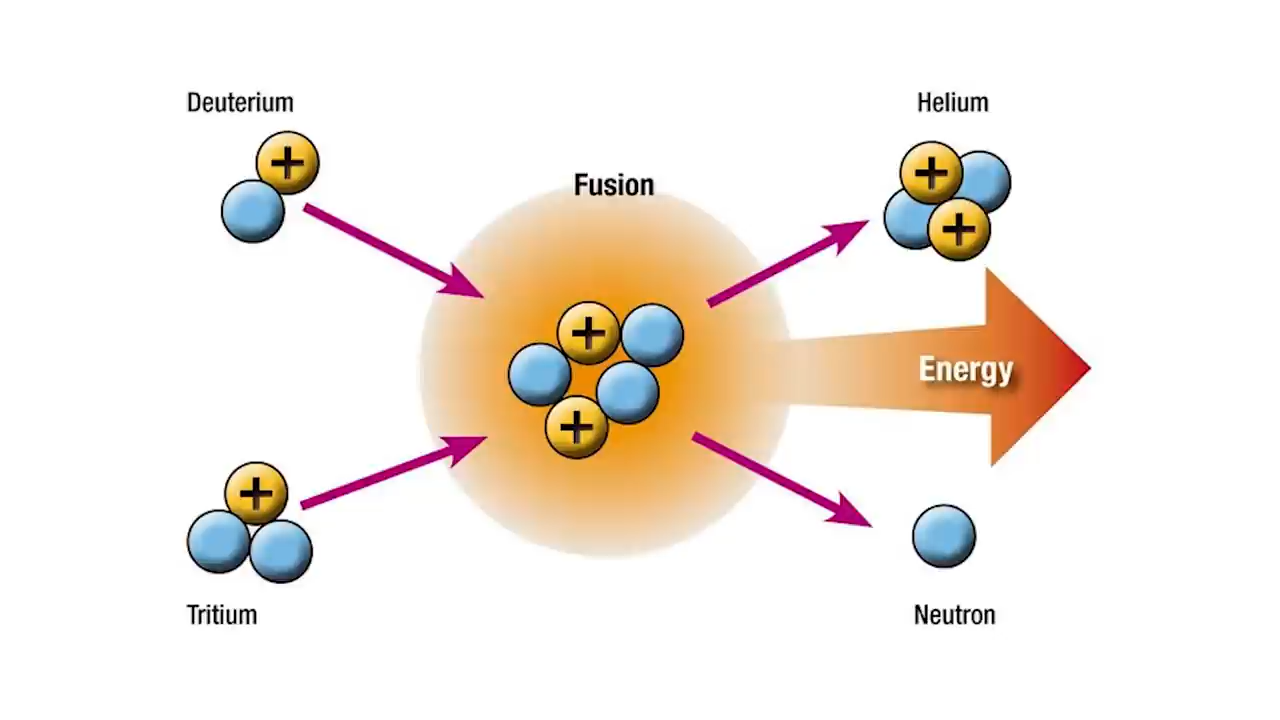 Deuterium
Helium
+
+
Fusion
+
+
+
Energy
+
+
Tritium
Neutron